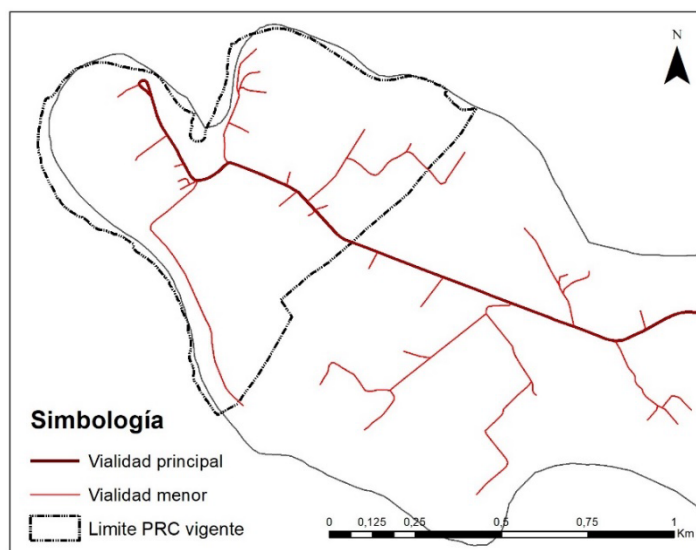 N
Simbología
Vialidad principal
Vialidad menor
Limite PRC vigente
0 0,125 0,25 0,5 0,75 1
Km